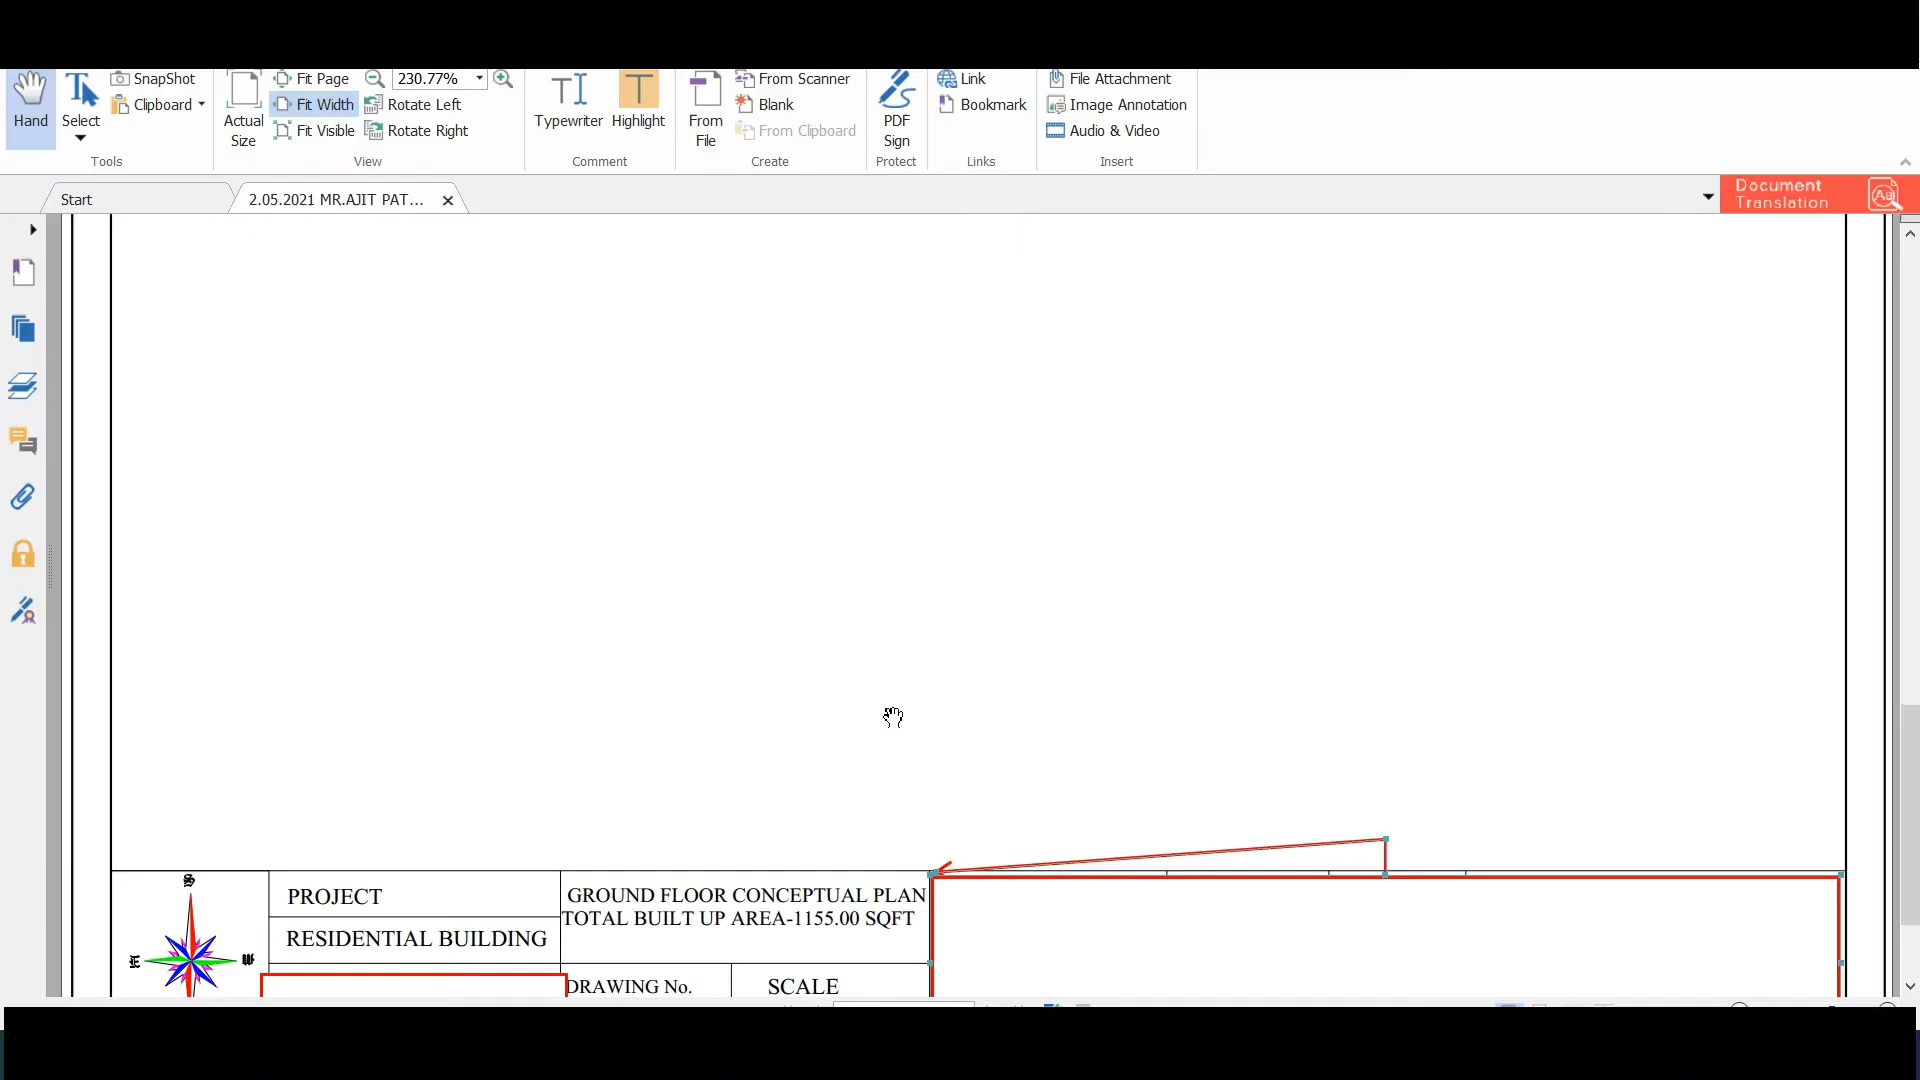 SnapShot
Fit Page
230.77%
From Scanner
Link
File Attachment
Hand
Select
Clipboard
Actual
Size
Fit Width
Rotate Left
Typewriter
Highlight
From
File
Blank
PDF
Sign
Bookmark
Image Annotation
Fit Visible
Rotate Right
From Clipboard
Audio & Video
Tools
View
Comment
Create
Protect
Links
Insert
Start
2.05.2021 MR.AJIT PAT...
Document
Translation
S
E
W
PROJECT
RESIDENTIAL BUILDING
GROUND FLOOR CONCEPTUAL PLAN
TOTAL BUILT UP AREA-1155.00 SQFT
DRAWING No.
SCALE